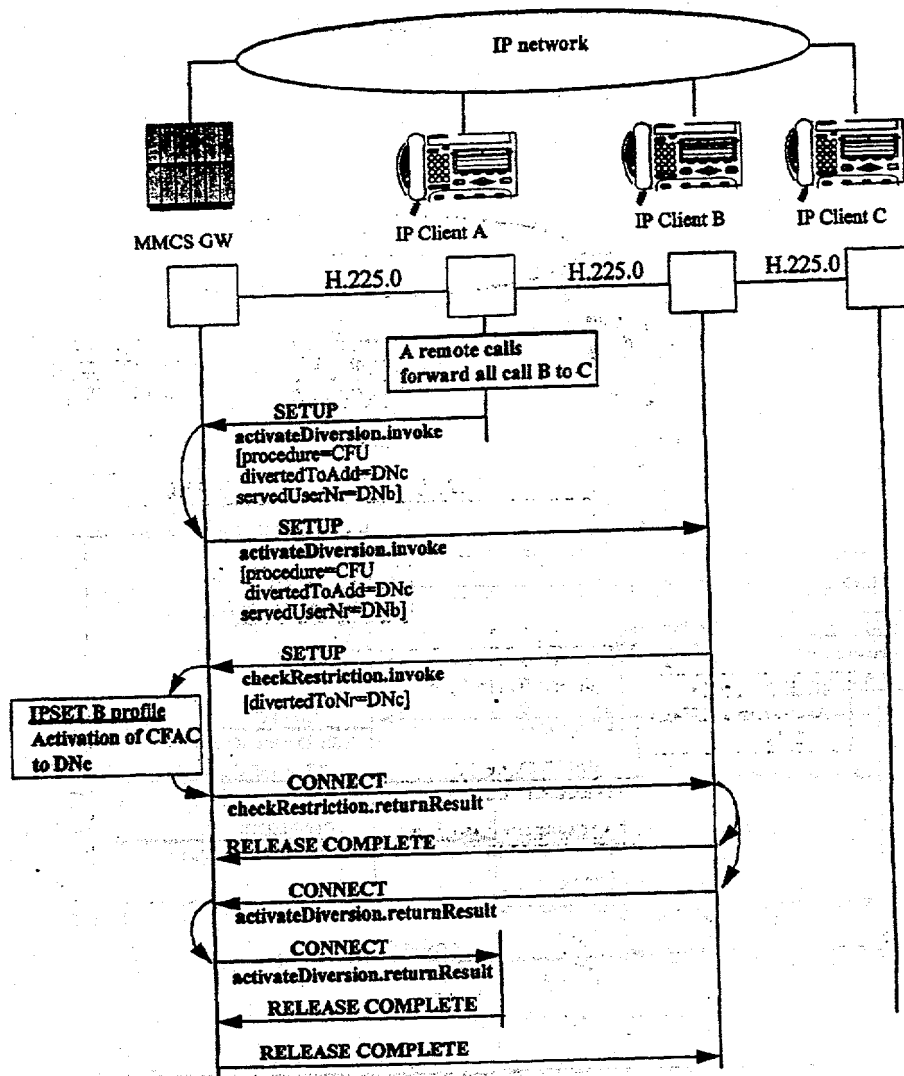 IP network
MMCS GW
IP Client A
IP Client B
IP Client C
H.225.0
H.225.0
H.225.0
A remote calls
forward all call B to C
SETUP
activateDiversion.invoke
[procedure=CFU
divertedToAdd=DNc
servedUserNr=DNb]
SETUP
activateDiversion.invoke
[procedure=CFU
divertedToAdd=DNc
servedUserNr=DNb]
SETUP
checkRestriction.invoke
[divertedToNr=DNc]
IPSET B profile
Activation of CFAC
to DNc
CONNECT
checkRestriction.returnResult
RELEASE COMPLETE
CONNECT
activateDiversion.returnResult
CONNECT
activateDiversion.returnResult
RELEASE COMPLETE
RELEASE COMPLETE